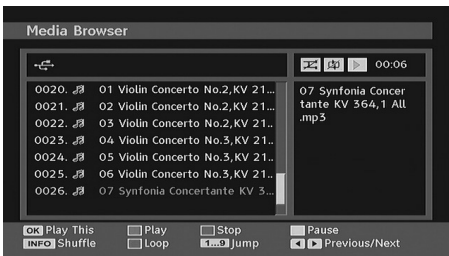 Media Browser
00:06
0020. 01 Violin Concerto No.2,KV 21...
0021. 02 Violin Concerto No.2,KV 21..
0022. 03 Violin Concerto No.2,KV 21..
0023. 04 Violin Concerto No.3,KV 21..
0024. 05 Violin Concerto No.3,KV 21..
0025. 06 Violin Concerto No.3,KV 21..
0026. 07 Synfonia Concertante KV 3...
07 Synfonia Concer
tante KV 364,1 All
.mp3
OK Play This Play Stop Pause
INFO Shuffle Loop 1...9 Jump Previous/Next